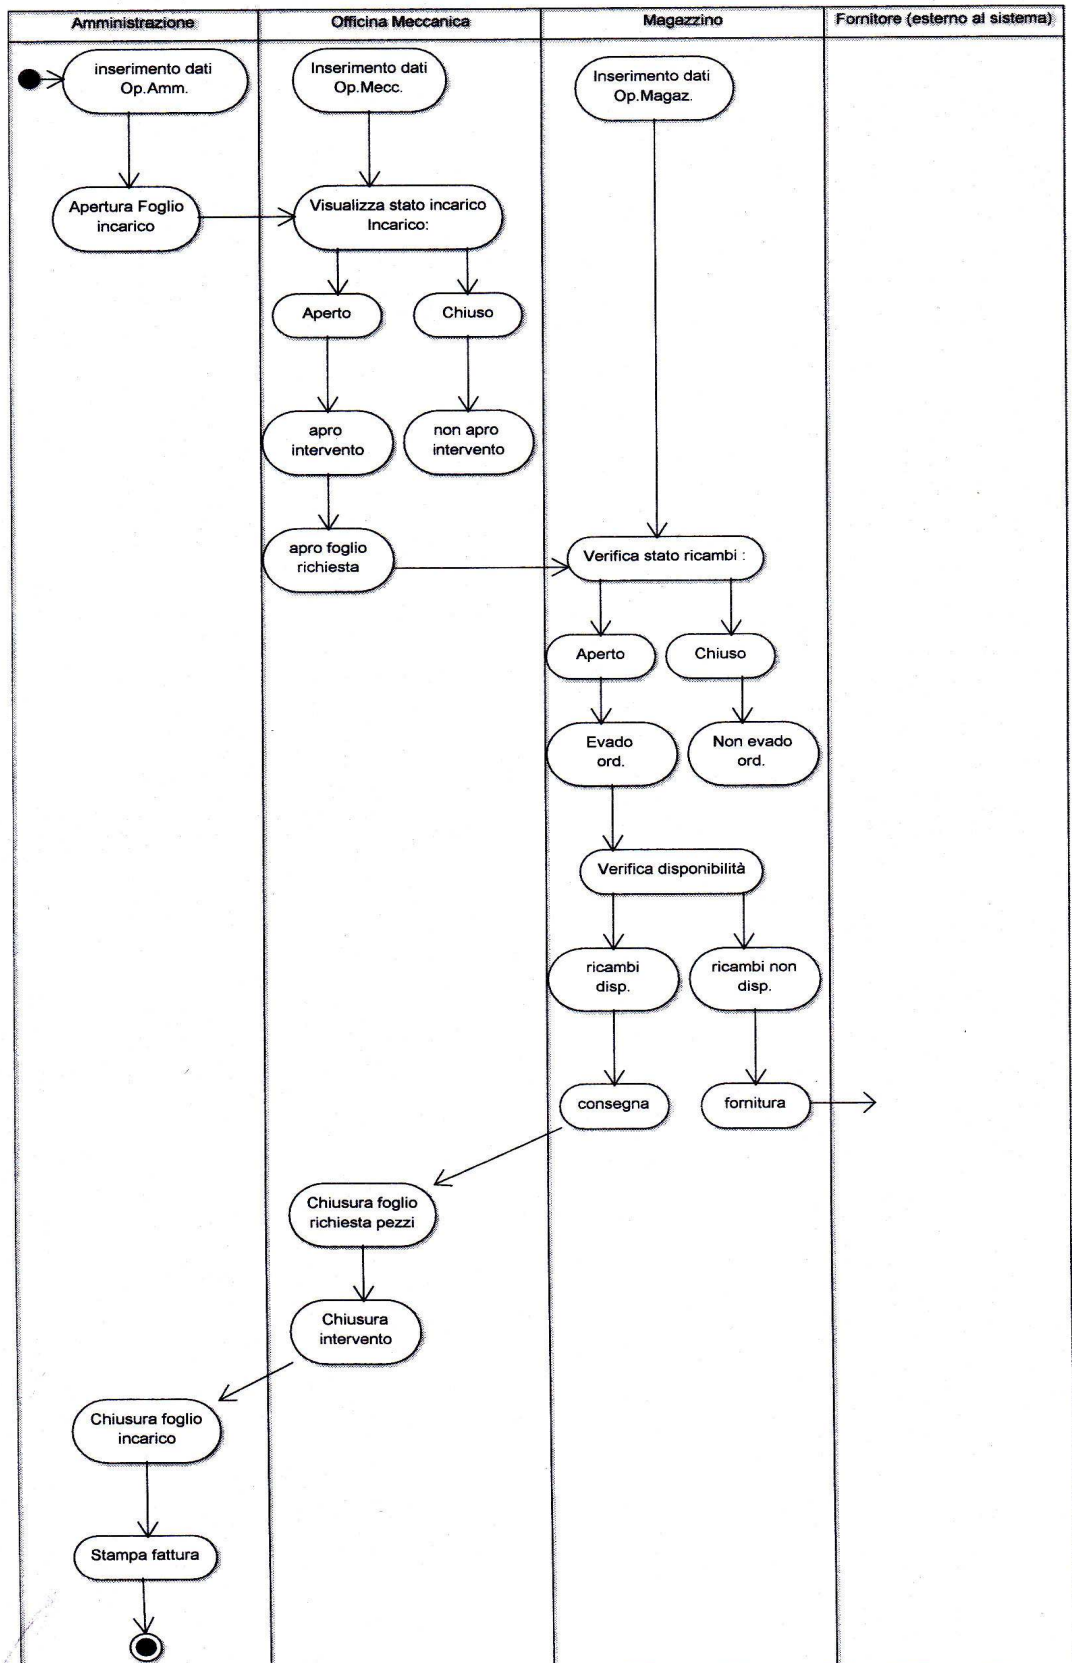 Amministrazione
Officina Meccanica
Magazzino
Fornitore (esterno al sistema)
inserimento dati
Op.Amm.
Inserimento dati
Op.Mecc.
Inserimento dati
Op.Magaz.
Apertura Foglio
incarico
Visualizza stato incarico
Incarico:
Aperto
Chiuso
apro
intervento
non apro
intervento
apro foglio
richiesta
Verifica stato ricambi :
Aperto
Chiuso
Evado
ord.
Non evado
ord.
Verifica disponibilità
ricambi
disp.
ricambi non
disp.
consegna
fornitura
Chiusura foglio
richiesta pezzi
Chiusura
intervento
Chiusura foglio
incarico
Stampa fattura